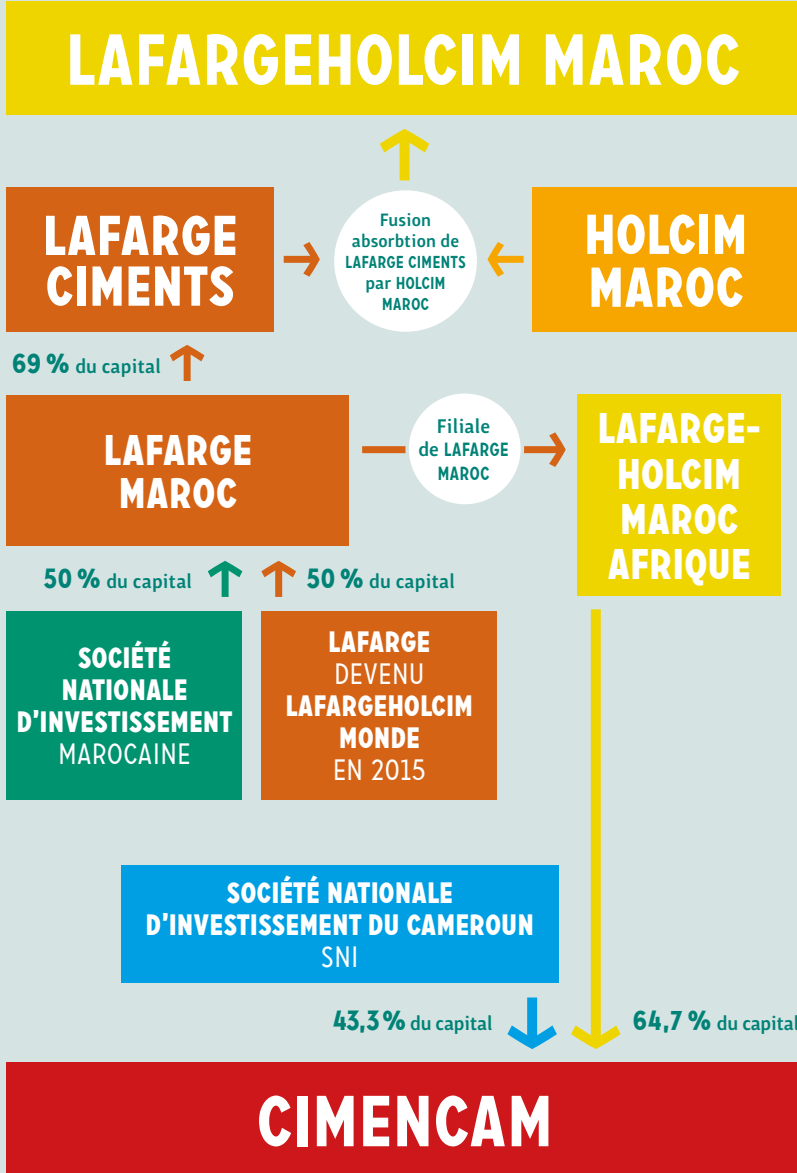 LAFARGEHOLCIM MAROC
LAFARGE
CIMENTS
Fusion
absorbtion de
LAFARGE CIMENTS
par HOLCIM
MAROC
HOLCIM
MAROC
69 % du capital
LAFARGE
MAROC
Filiale
de LAFARGE
MAROC
LAFARGE-
HOLCIM
MAROC
AFRIQUE
50 % du capital
50 % du capital
SOCIÉTÉ
NATIONALE
D'INVESTISSEMENT
MAROCAINE
LAFARGE
DEVENU
LAFARGEHOLCIM
MONDE
EN 2015
SOCIÉTÉ NATIONALE
D'INVESTISSEMENT DU CAMEROUN
SNI
43,3 % du capital
64,7 % du capital
CIMENCAM